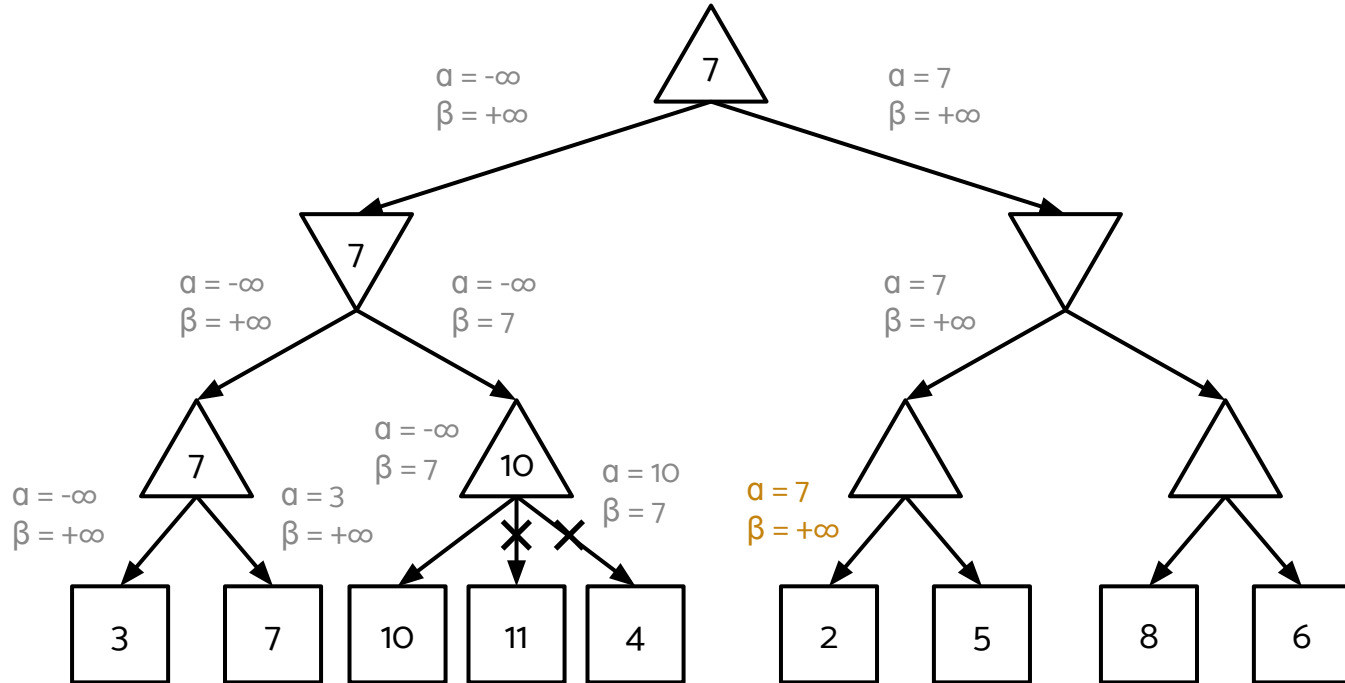 7
α = -∞
β = +∞
α = 7
β = +∞
7
α = -∞
β = +∞
α = -∞
β = 7
α = 7
β = +∞
7
10
α = -∞
β = 7
α = -∞
β = +∞
α = 3
β = +∞
α = 10
β = 7
α = 7
β = +∞
3
7
10
11
4
2
5
8
6